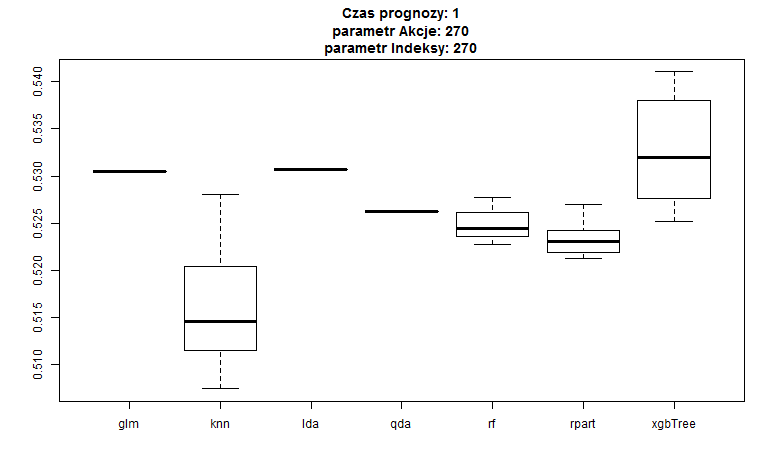 Czas prognozy: 1
parametr Akcje: 270
parametr Indeksy: 270
0.540
0.535
0.530
0.525
0.520
0.515
0.510
glm knn lda qda rf rpart xgbTree